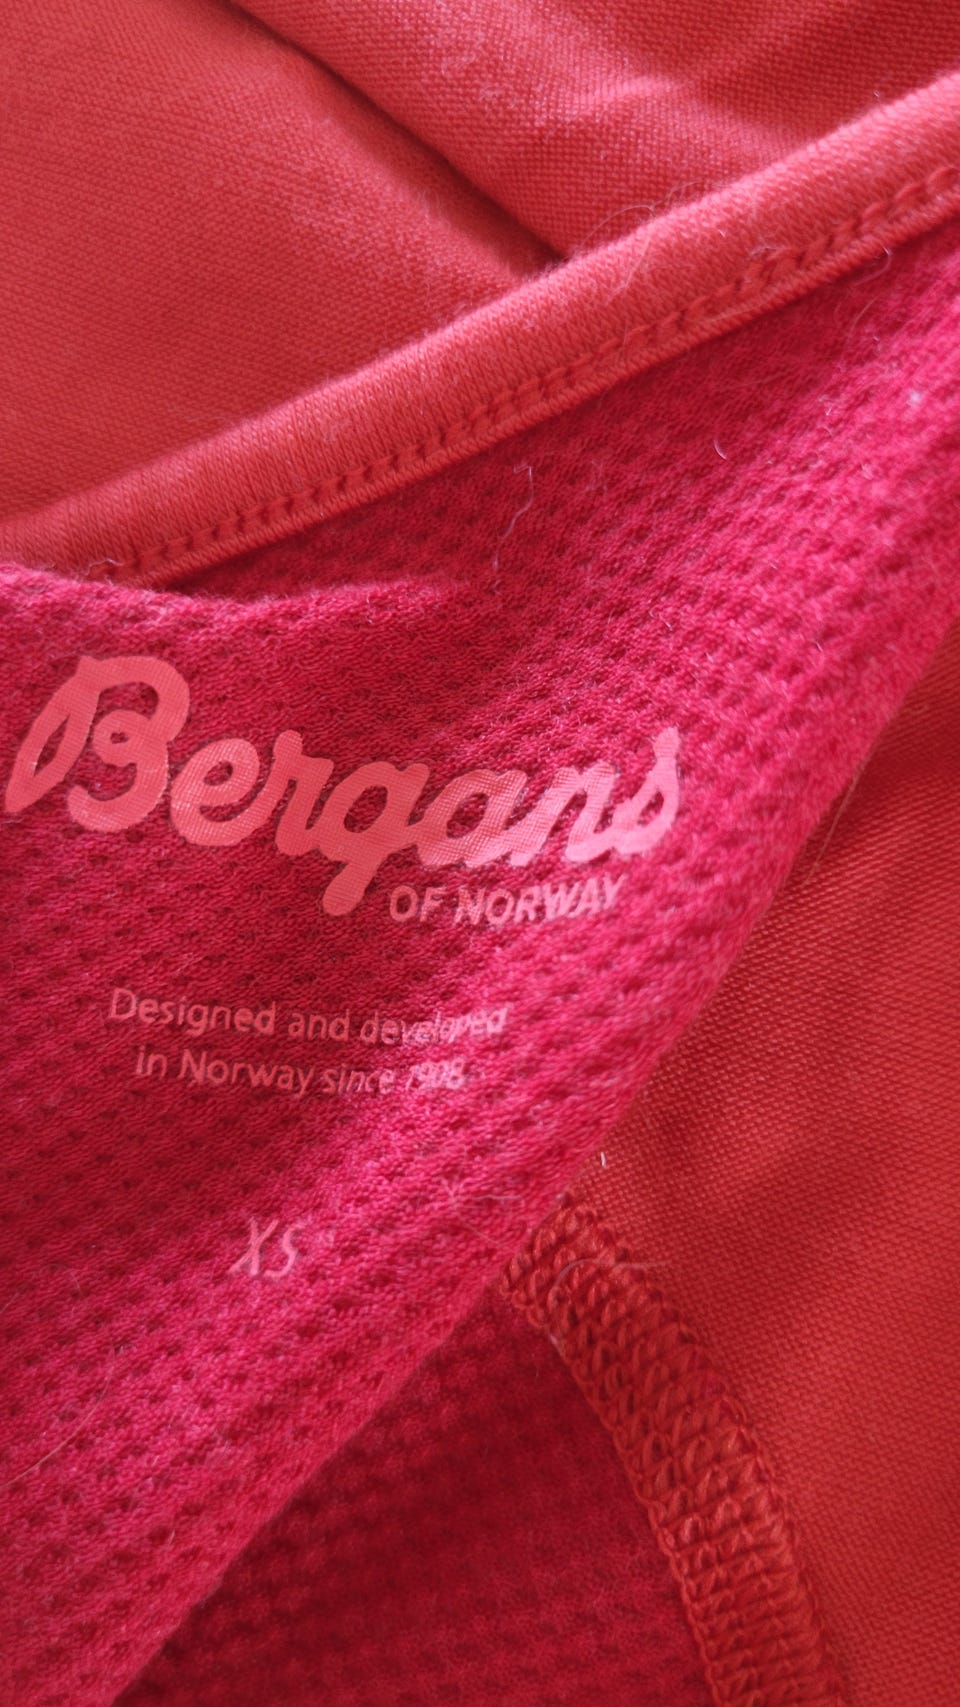 Bergans
OF NORWAY
Designed and developed
in Norway since 1908
XS